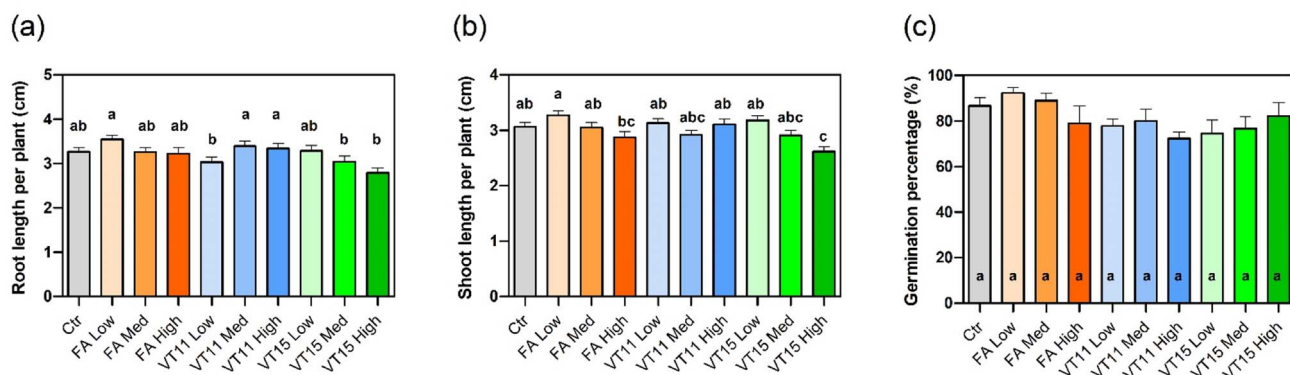 (a)
Root length per plant (cm)
5
4
3
2
1
0
ab
a
ab
ab
b
a
a
ab
b
b
Ctr
FA Low
FA Med
FA High
VT11 Low
VT11 Med
VT11 High
VT15 Low
VT15 Med
VT15 High
(b)
Shoot length per plant (cm)
4
3
2
1
0
ab
a
ab
bc
ab
abc
ab
ab
abc
c
Ctr
FA Low
FA Med
FA High
VT11 Low
VT11 Med
VT11 High
VT15 Low
VT15 Med
VT15 High
(c)
Germination percentage (%)
100
80
60
40
20
0
a
a
a
a
a
a
a
a
a
a
Ctr
FA Low
FA Med
FA High
VT11 Low
VT11 Med
VT11 High
VT15 Low
VT15 Med
VT15 High